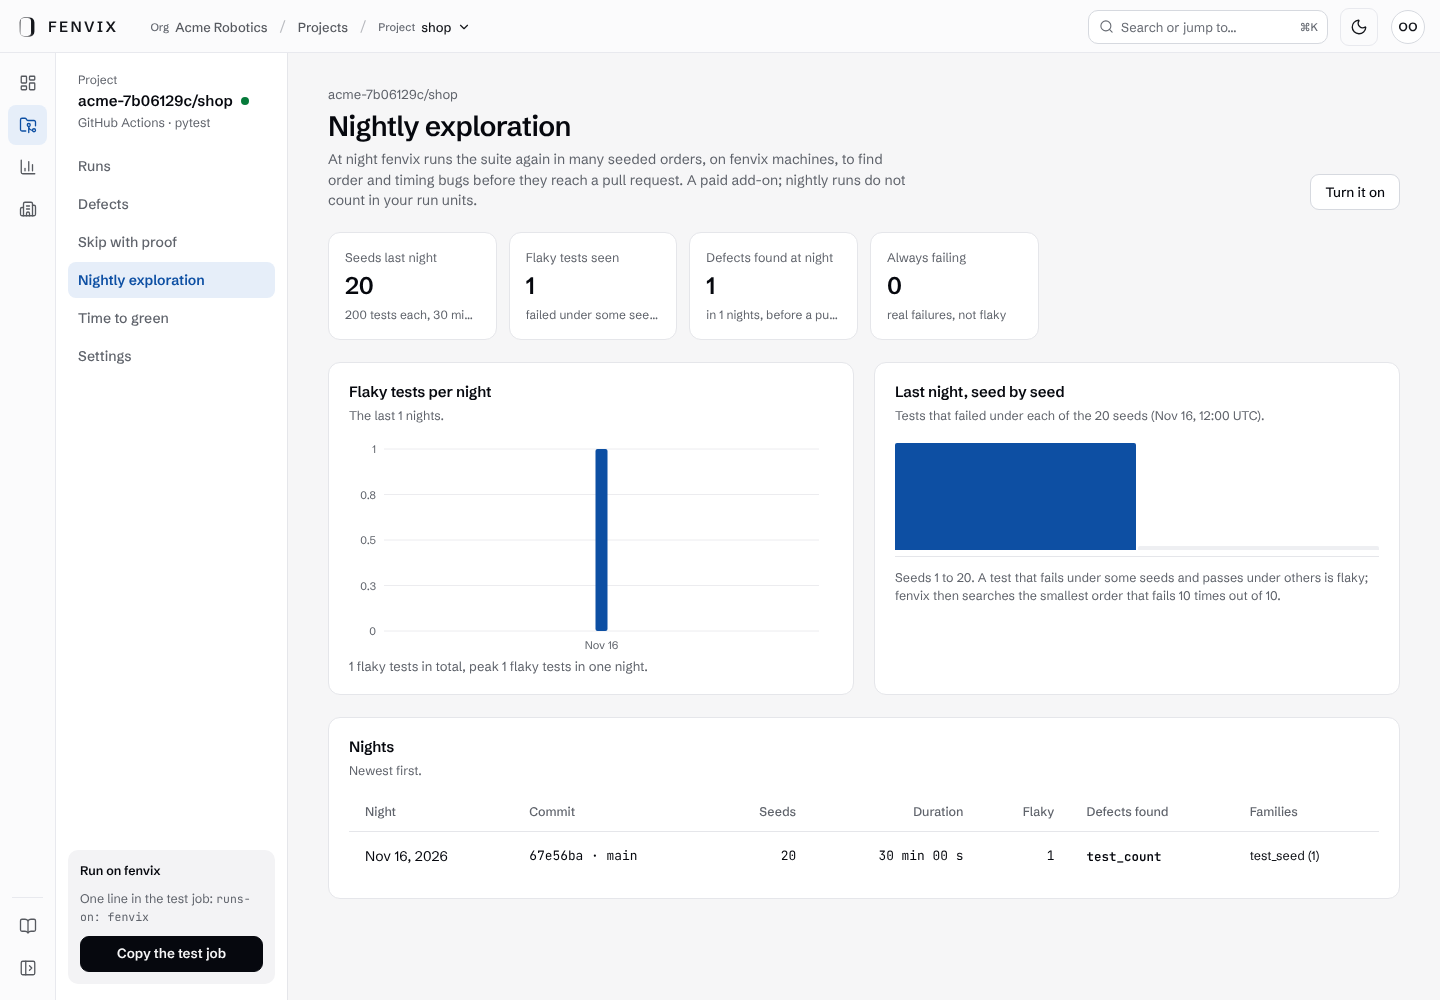 FENVIX
Org Acme Robotics / Projects / Project shop
Search or jump to... ⌘K
OO
Project
acme-7b06129c/shop
GitHub Actions · pytest
Runs
Defects
Skip with proof
Nightly exploration
Time to green
Settings
Run on fenvix
One line in the test job: runs-
on: fenvix
Copy the test job
acme-7b06129c/shop
Nightly exploration
At night fenvix runs the suite again in many seeded orders, on fenvix machines, to find
order and timing bugs before they reach a pull request. A paid add-on; nightly runs do not
count in your run units.
Turn it on
Seeds last night
20
200 tests each, 30 mi...
Flaky tests seen
1
failed under some see...
Defects found at night
1
in 1 nights, before a pu...
Always failing
0
real failures, not flaky
Flaky tests per night
The last 1 nights.
1
0.8
0.5
0.3
0
Nov 16
1 flaky tests in total, peak 1 flaky tests in one night.
Last night, seed by seed
Tests that failed under each of the 20 seeds (Nov 16, 12:00 UTC).
Seeds 1 to 20. A test that fails under some seeds and passes under others is flaky;
fenvix then searches the smallest order that fails 10 times out of 10.
Nights
Newest first.
Night Commit Seeds Duration Flaky Defects found Families
Nov 16, 2026 67e56ba · main 20 30 min 00 s 1 test_count test_seed (1)